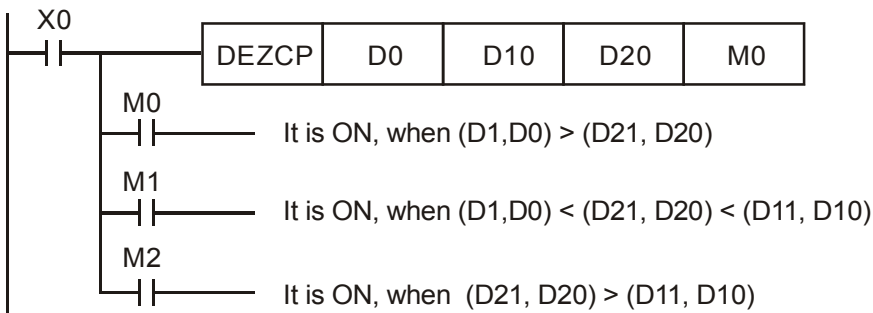 X0
DEZCP D0 D10 D20 M0
M0
It is ON, when (D1,D0) > (D21, D20)
M1
It is ON, when (D1,D0) < (D21, D20) < (D11, D10)
M2
It is ON, when (D21, D20) > (D11, D10)